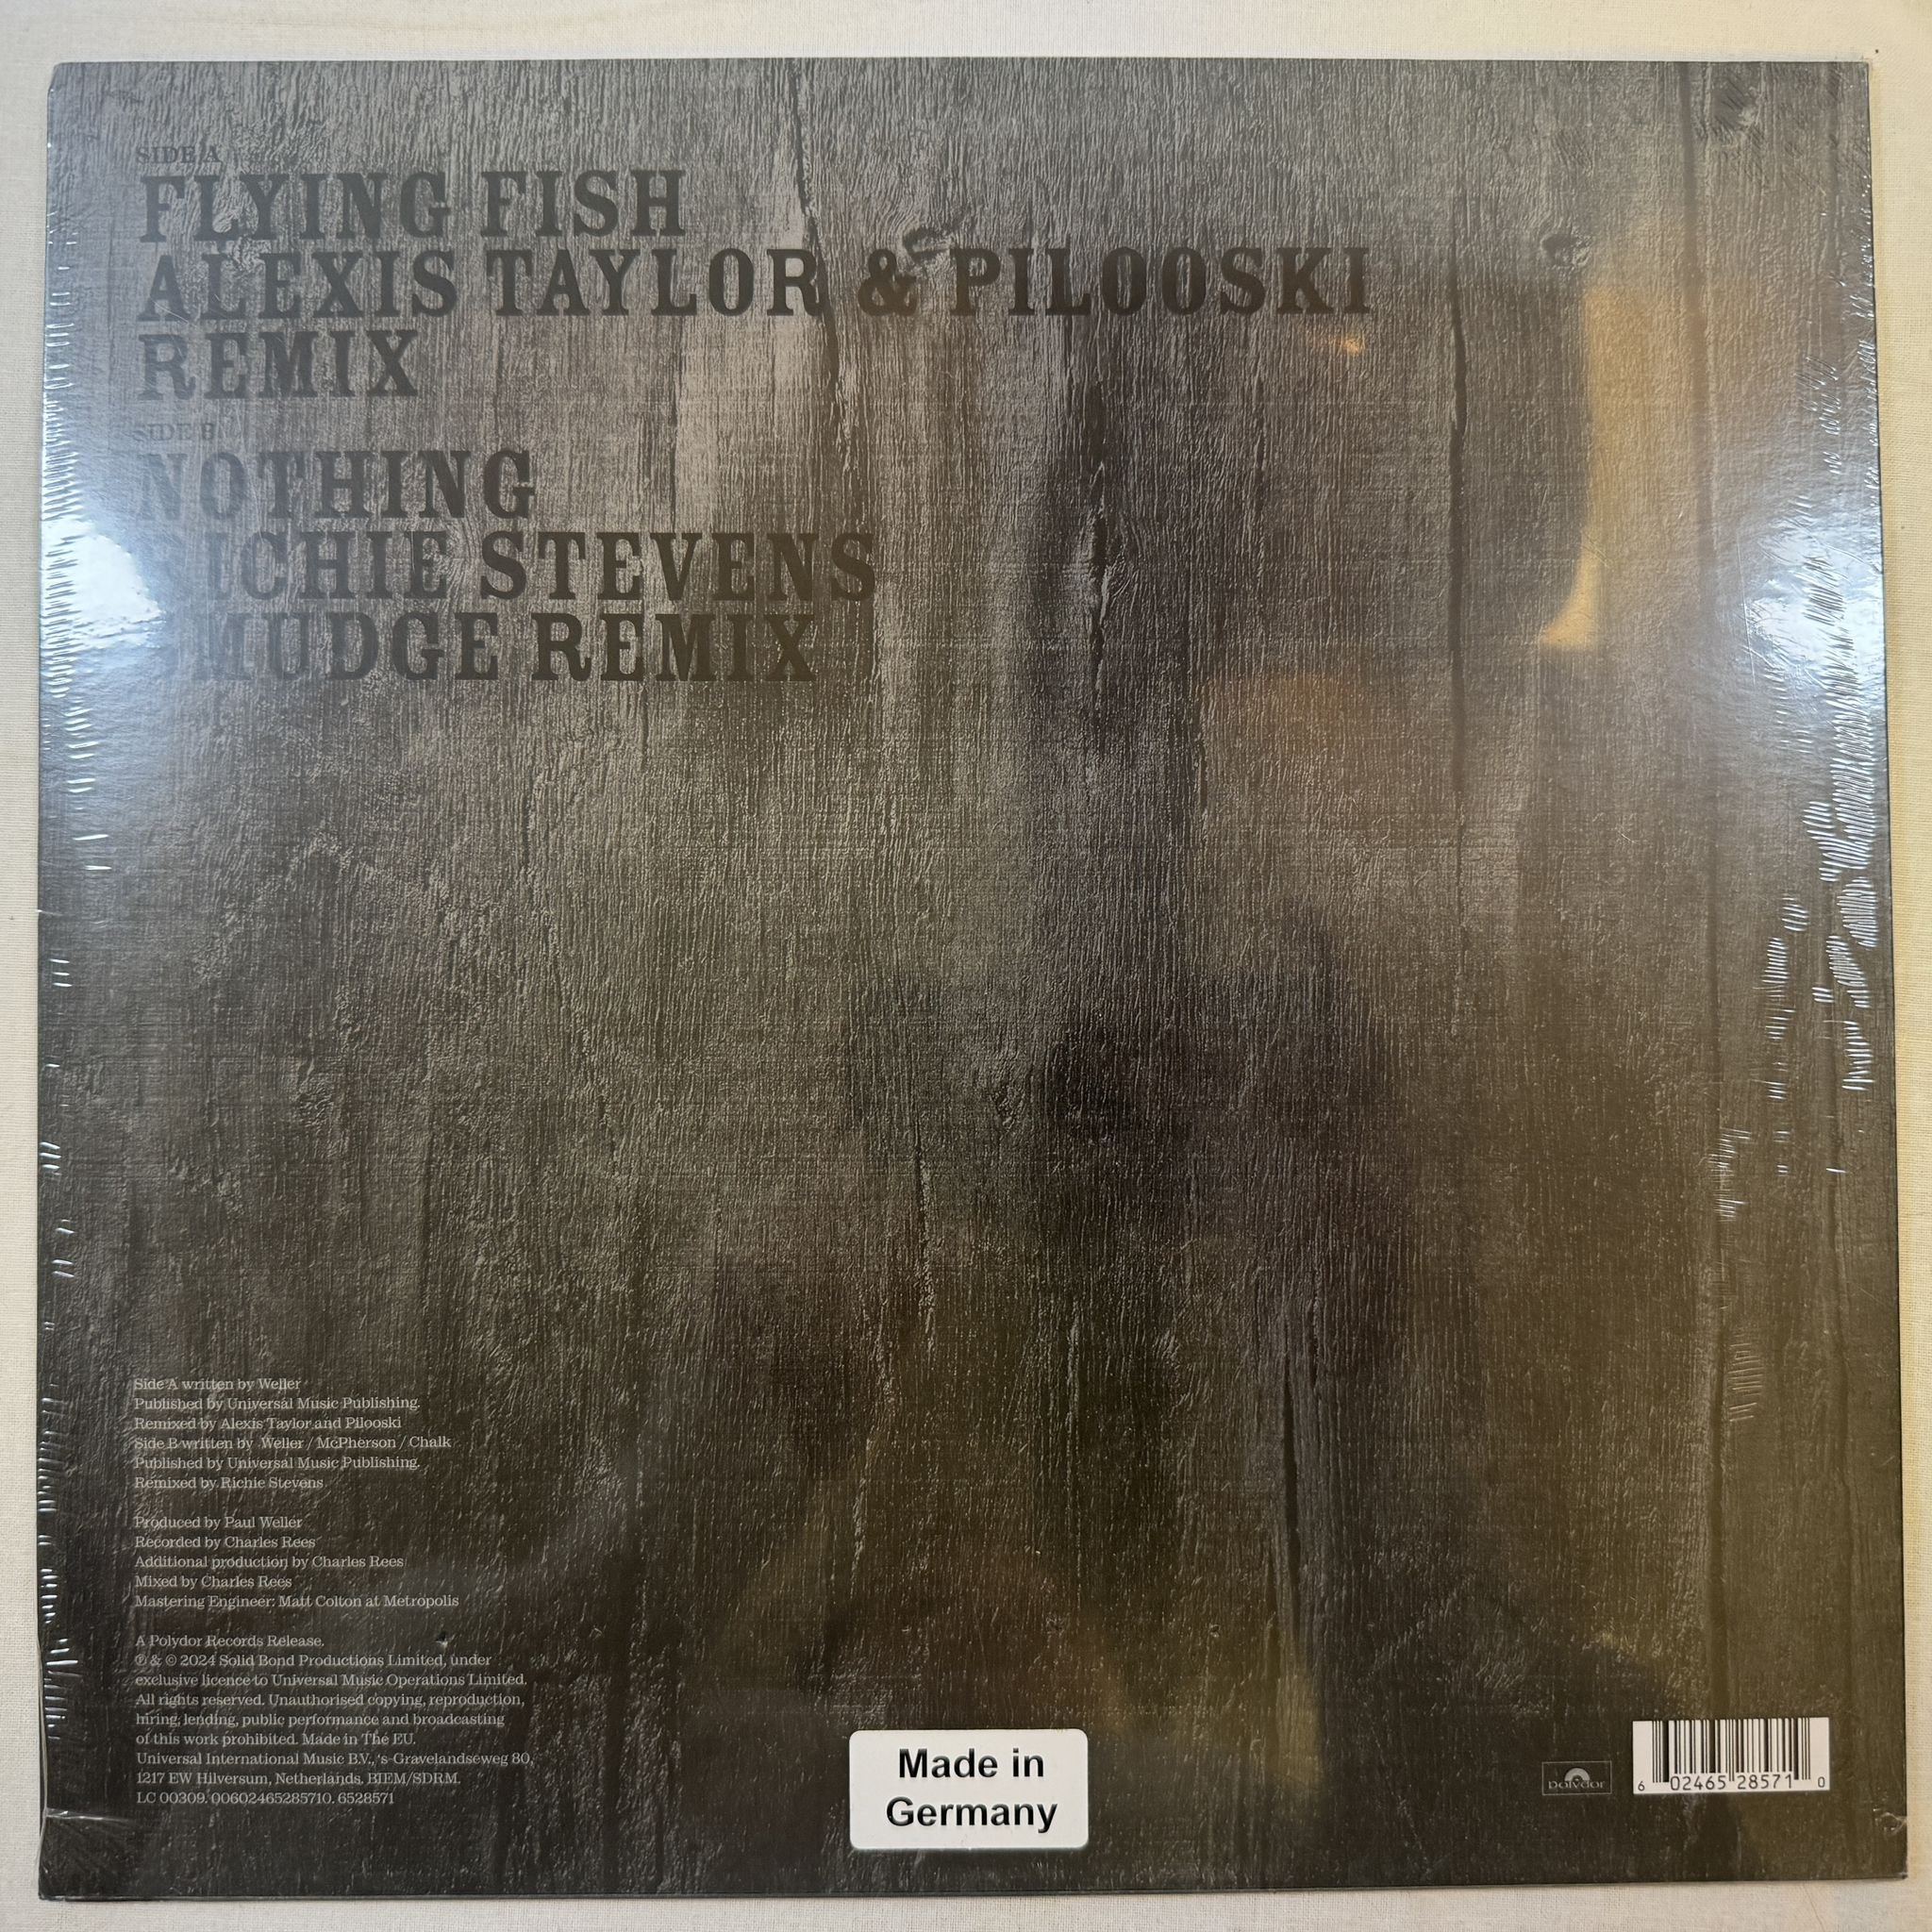 SIDE A
FLYING FISH
ALEXIS TAYLOR & PILOOSKI
REMIX
SIDE B
NOTHING
RICHIE STEVENS
SMUDGE REMIX
Side A written by Weller
Published by Universal Music Publishing.
Remixed by Alexis Taylor and Pilooski
Side B written by Weller / McPherson / Chalk
Published by Universal Music Publishing.
Remixed by Richie Stevens
Produced by Paul Weller
Recorded by Charles Rees
Additional production by Charles Rees
Mixed by Charles Rees
Mastering Engineer: Matt Colton at Metropolis
A Polydor Records Release.
℗ & © 2024 Solid Bond Productions Limited, under
exclusive licence to Universal Music Operations Limited.
All rights reserved. Unauthorised copying, reproduction,
hiring, lending, public performance and broadcasting
of this work prohibited. Made in The EU.
Universal International Music B.V., 's-Gravelandseweg 80,
1217 EW Hilversum, Netherlands. BIEM/SDRM.
LC 00309. 00602465285710. 6528571
Made in
Germany
polydor
6 02465 28571 0